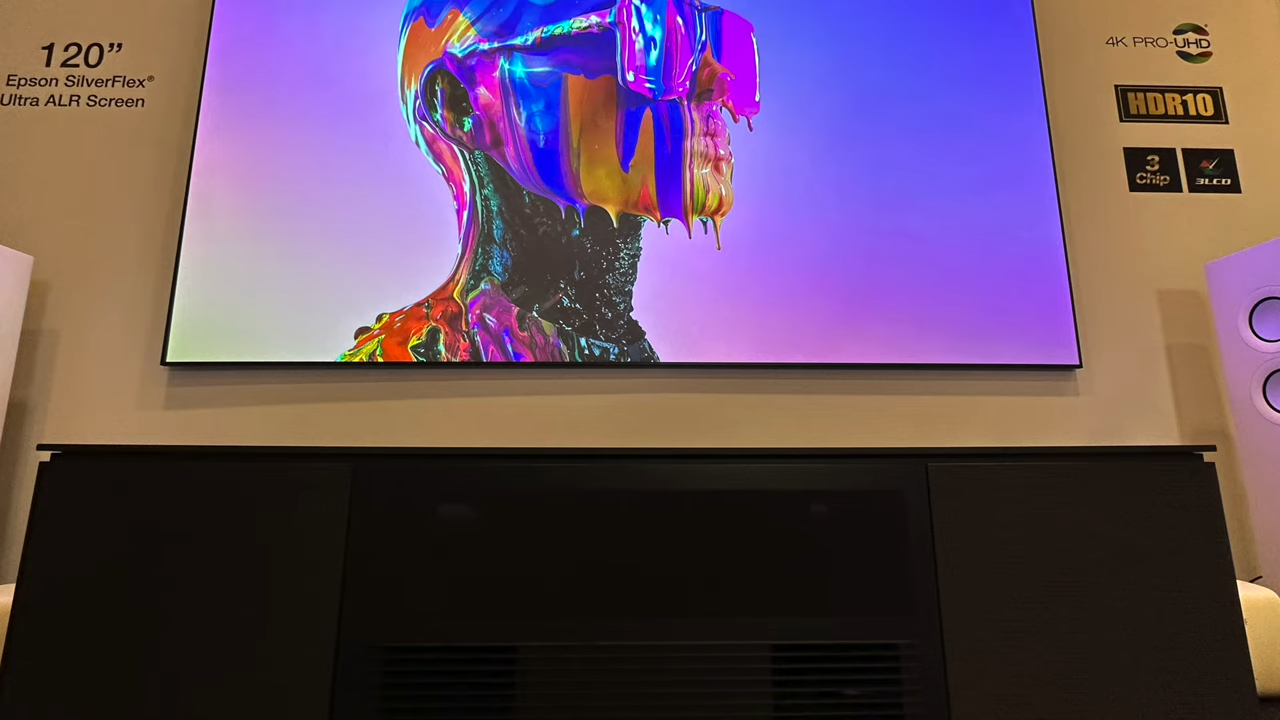 120”
Epson SilverFlex®
Ultra ALR Screen
4K PRO-UHD
HDR10
3
Chip
3LCD